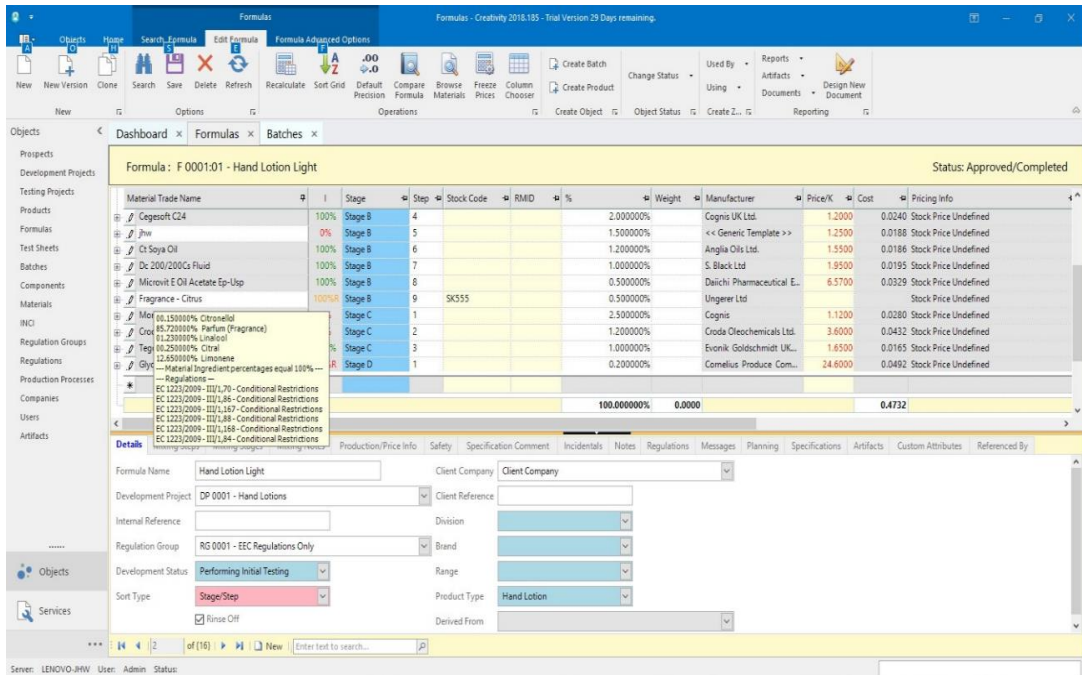 Formulas
Formulas - Creativity 2018.185 - Trial Version 29 Days remaining.
Objects Home Search Formula Edit Formula Formula Advanced Options
A O H S E F
New New Version Clone Search Save Delete Refresh Recalculate Sort Grid Default Precision Compare Formula Browse Materials Freeze Prices Column Chooser Create Batch Create Product Change Status Used By Using Reports Artifacts Documents Design New Document
New Options Operations Create Object Object Status Create Z... Reporting
Objects Dashboard × Formulas × Batches ×
Prospects
Development Projects
Testing Projects
Products
Formulas
Test Sheets
Batches
Components
Materials
INCI
Regulation Groups
Regulations
Production Processes
Companies
Users
Artifacts
Objects
Services
Formula : F 0001:01 - Hand Lotion Light Status: Approved/Completed
Material Trade Name I Stage Step Stock Code RMID % Weight Manufacturer Price/K Cost Pricing Info
Cegesoft C24 100% Stage B 4 2.000000% Cognis UK Ltd. 1.2000 0.0240 Stock Price Undefined
jhw 0% Stage B 5 1.500000% << Generic Template >> 1.2500 0.0188 Stock Price Undefined
Ct Soya Oil 100% Stage B 6 1.200000% Anglia Oils Ltd. 1.5500 0.0186 Stock Price Undefined
Dc 200/200Cs Fluid 100% Stage B 7 1.000000% S. Black Ltd 1.9500 0.0195 Stock Price Undefined
Microvit E Oil Acetate Ep-Usp 100% Stage B 8 0.500000% Daiichi Pharmaceutical E... 6.5700 0.0329 Stock Price Undefined
Fragrance - Citrus 100%R Stage B 9 SK555 0.500000% Ungerer Ltd Stock Price Undefined
Stage C 1 2.500000% Cognis 1.1200 0.0280 Stock Price Undefined
Stage C 2 1.200000% Croda Oleochemicals Ltd. 3.6000 0.0432 Stock Price Undefined
Stage C 3 1.000000% Evonik Goldschmidt UK... 1.6500 0.0165 Stock Price Undefined
Stage D 1 0.200000% Cornelius Produce Com... 24.6000 0.0492 Stock Price Undefined
100.000000% 0.0000 0.4732
00.150000% Citronellol
85.720000% Parfum (Fragrance)
01.230000% Linalool
00.250000% Citral
12.650000% Limonene
---Material Ingredient percentages equal 100%---
--- Regulations ---
EC 1223/2009 - III/1,70 - Conditional Restrictions
EC 1223/2009 - III/1,86 - Conditional Restrictions
EC 1223/2009 - III/1,167 - Conditional Restrictions
EC 1223/2009 - III/1,88 - Conditional Restrictions
EC 1223/2009 - III/1,168 - Conditional Restrictions
EC 1223/2009 - III/1,84 - Conditional Restrictions
Details Production/Price Info Safety Specification Comment Incidentals Notes Regulations Messages Planning Specifications Artifacts Custom Attributes Referenced By
Formula Name Hand Lotion Light Client Company Client Company
Development Project DP 0001 - Hand Lotions Client Reference
Internal Reference Division
Regulation Group RG 0001 - EEC Regulations Only Brand
Development Status Performing Initial Testing Range
Sort Type Stage/Step Product Type Hand Lotion
Rinse Off Derived From
2 of {16} New Enter text to search...
Server: LENOVO-JHW User: Admin Status: